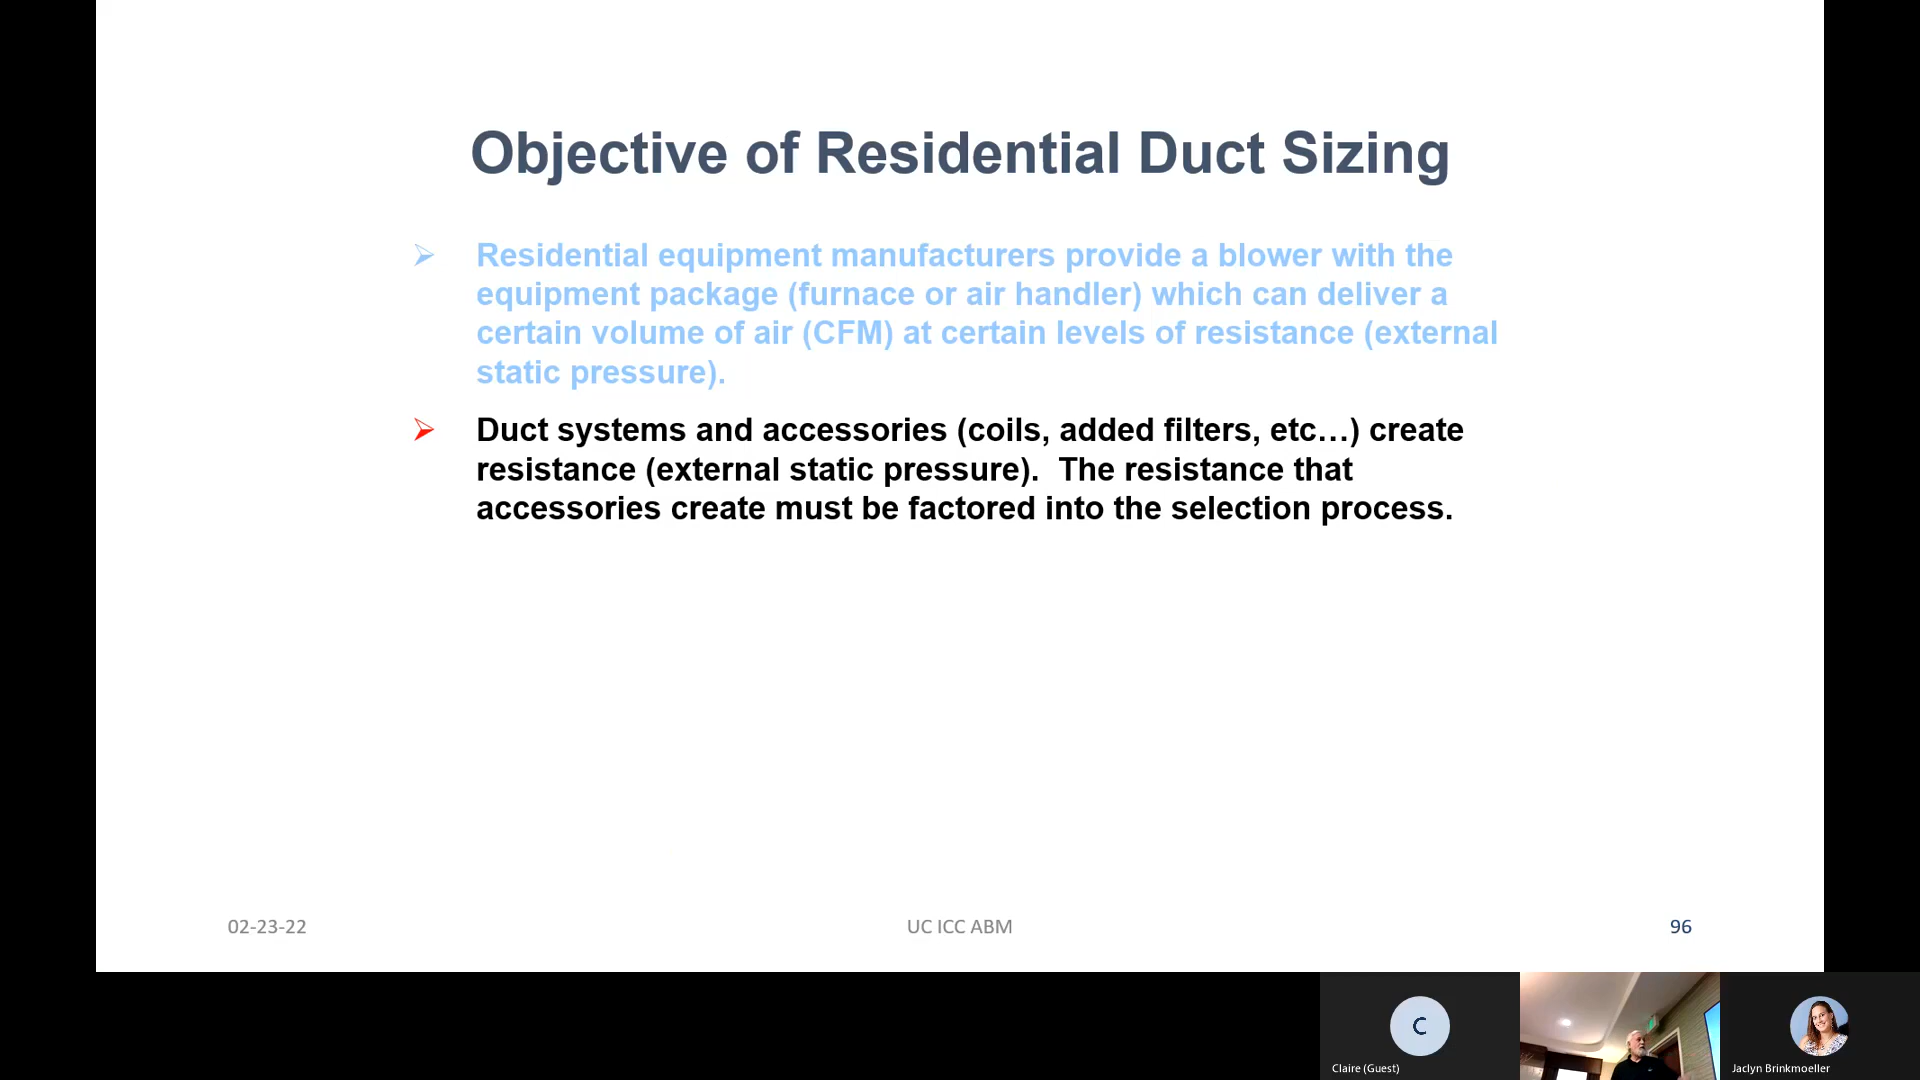 Objective of Residential Duct Sizing
Residential equipment manufacturers provide a blower with the
equipment package (furnace or air handler) which can deliver a
certain volume of air (CFM) at certain levels of resistance (external
static pressure).
Duct systems and accessories (coils, added filters, etc…) create
resistance (external static pressure).  The resistance that
accessories create must be factored into the selection process.
02-23-22
UC ICC ABM
96
C
Claire (Guest)
Jaclyn Brinkmoeller